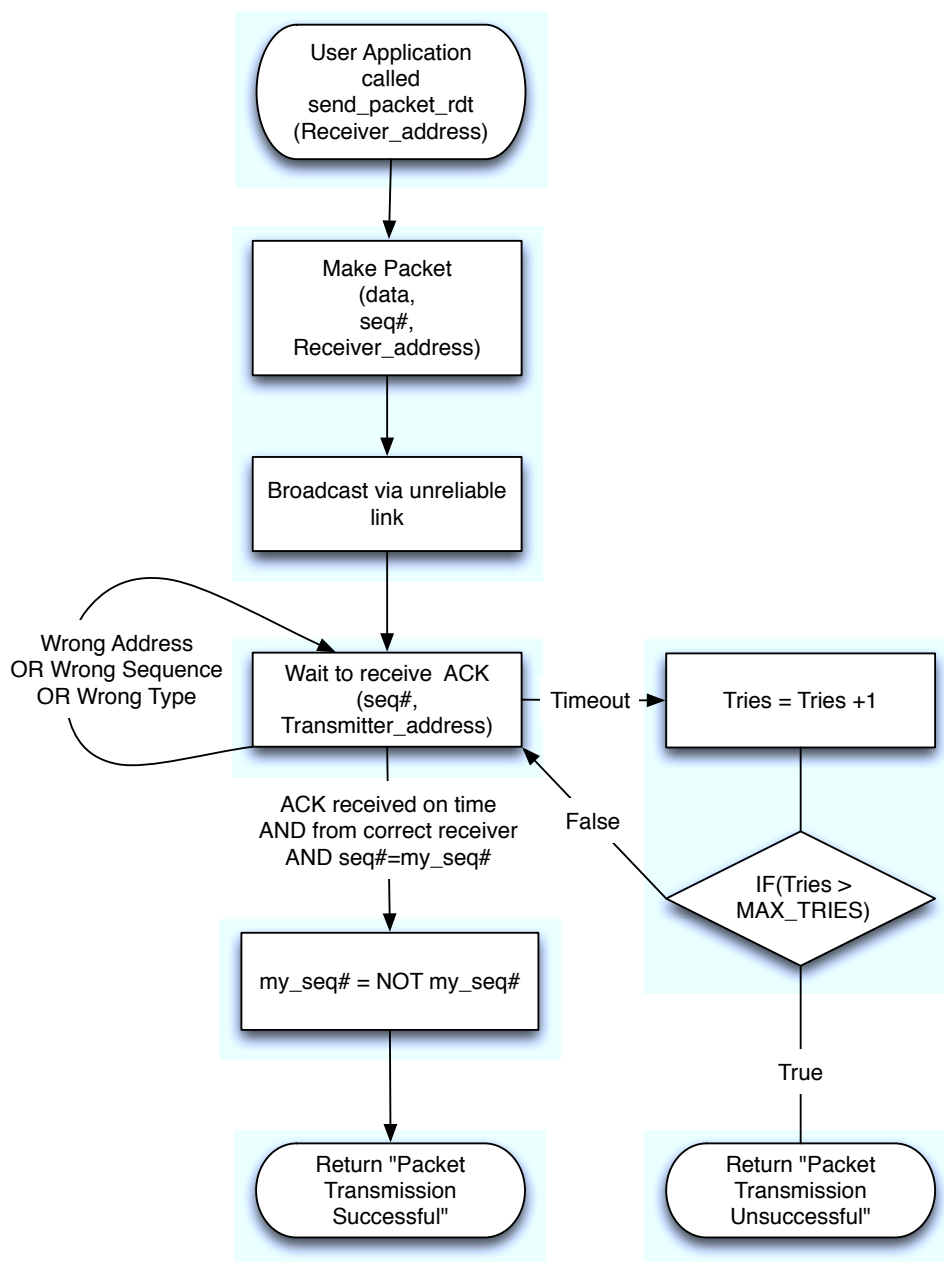 User Application
called
send_packet_rdt
(Receiver_address)
Make Packet
(data,
seq#,
Receiver_address)
Broadcast via unreliable
link
Wrong Address
OR Wrong Sequence
OR Wrong Type
Wait to receive ACK
(seq#,
Transmitter_address)
Timeout
Tries = Tries +1
ACK received on time
AND from correct receiver
AND seq#=my_seq#
False
IF(Tries >
MAX_TRIES)
my_seq# = NOT my_seq#
True
Return "Packet
Transmission
Successful"
Return "Packet
Transmission
Unsuccessful"